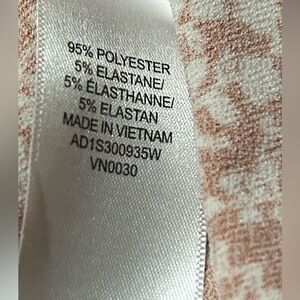 95% POLYESTER
5% ELASTANE/
5% ÉLASTHANNE/
5% ELASTAN
MADE IN VIETNAM
AD1S300935W
VN0030